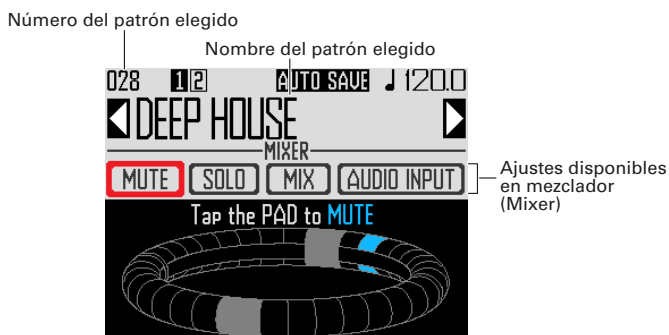 Número del patrón elegido
Nombre del patrón elegido
028 1 2 AUTO SAVE ♩120.0
DEEP HOUSE
MIXER
MUTE SOLO MIX AUDIO INPUT
Ajustes disponibles
en mezclador
(Mixer)
Tap the PAD to MUTE